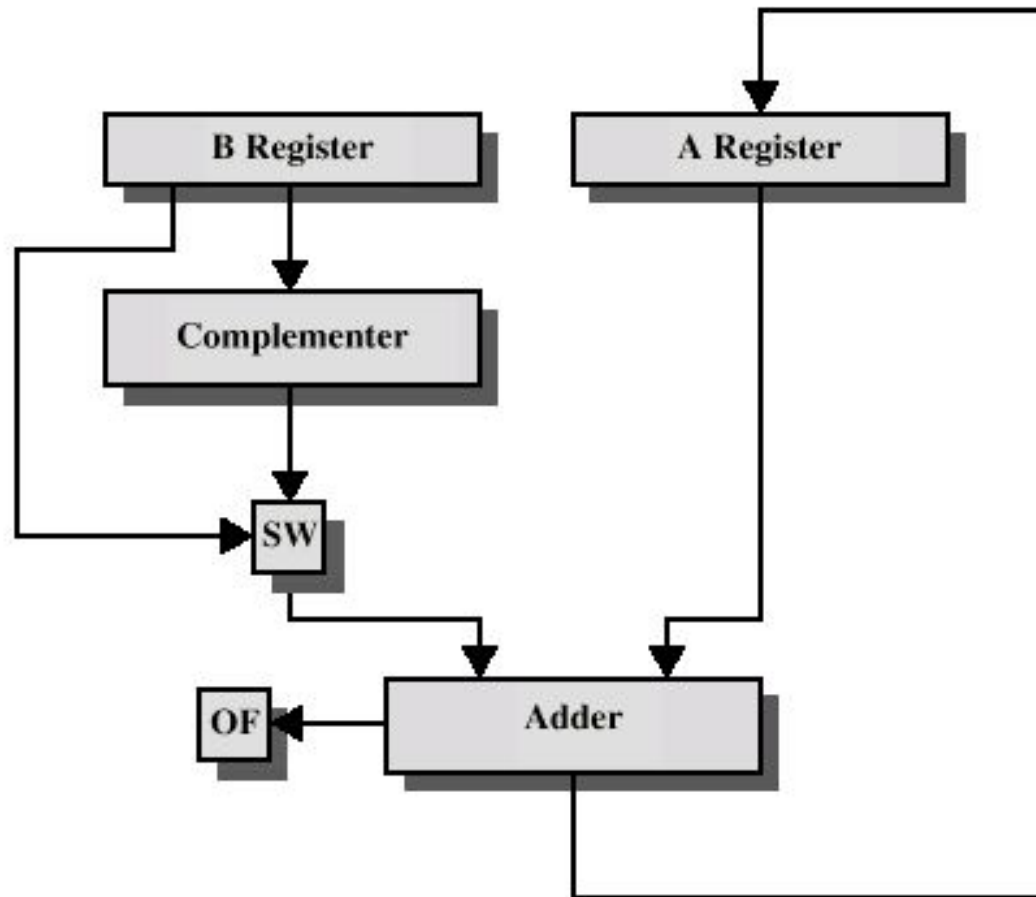 B Register
A Register
Complementer
SW
OF
Adder